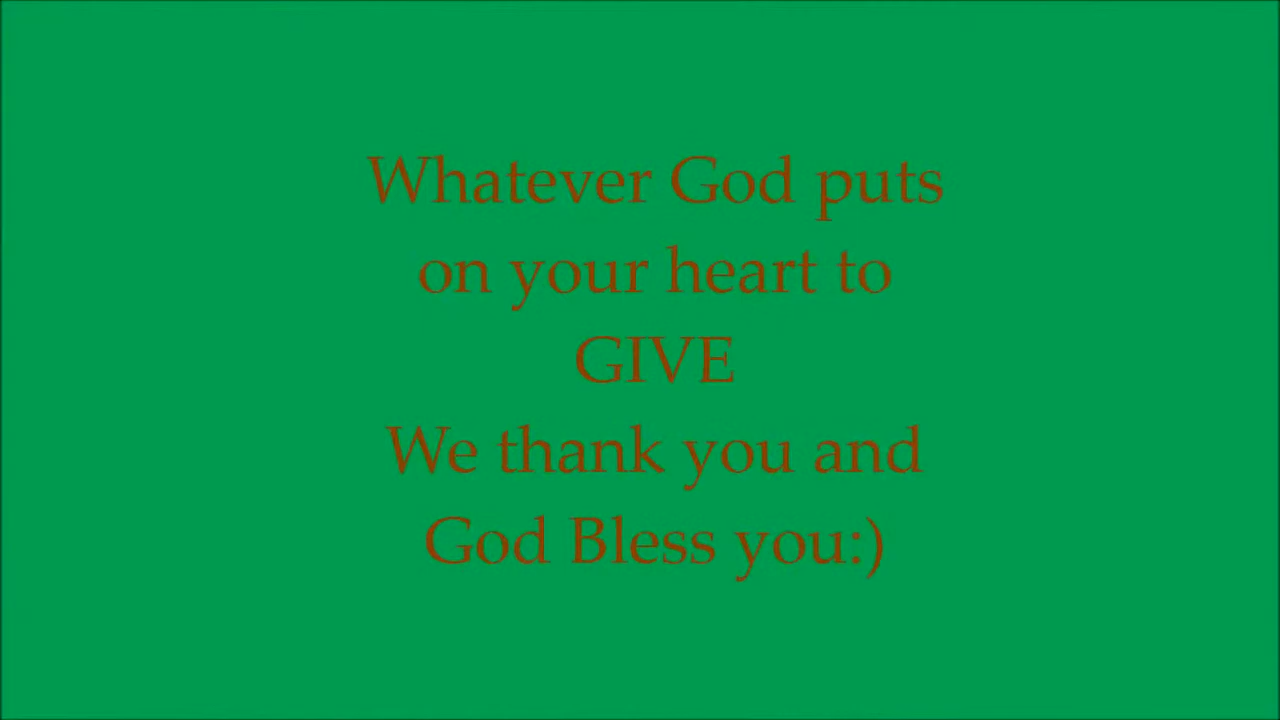 Whatever God puts
on your heart to
GIVE
We thank you and
God Bless you:)